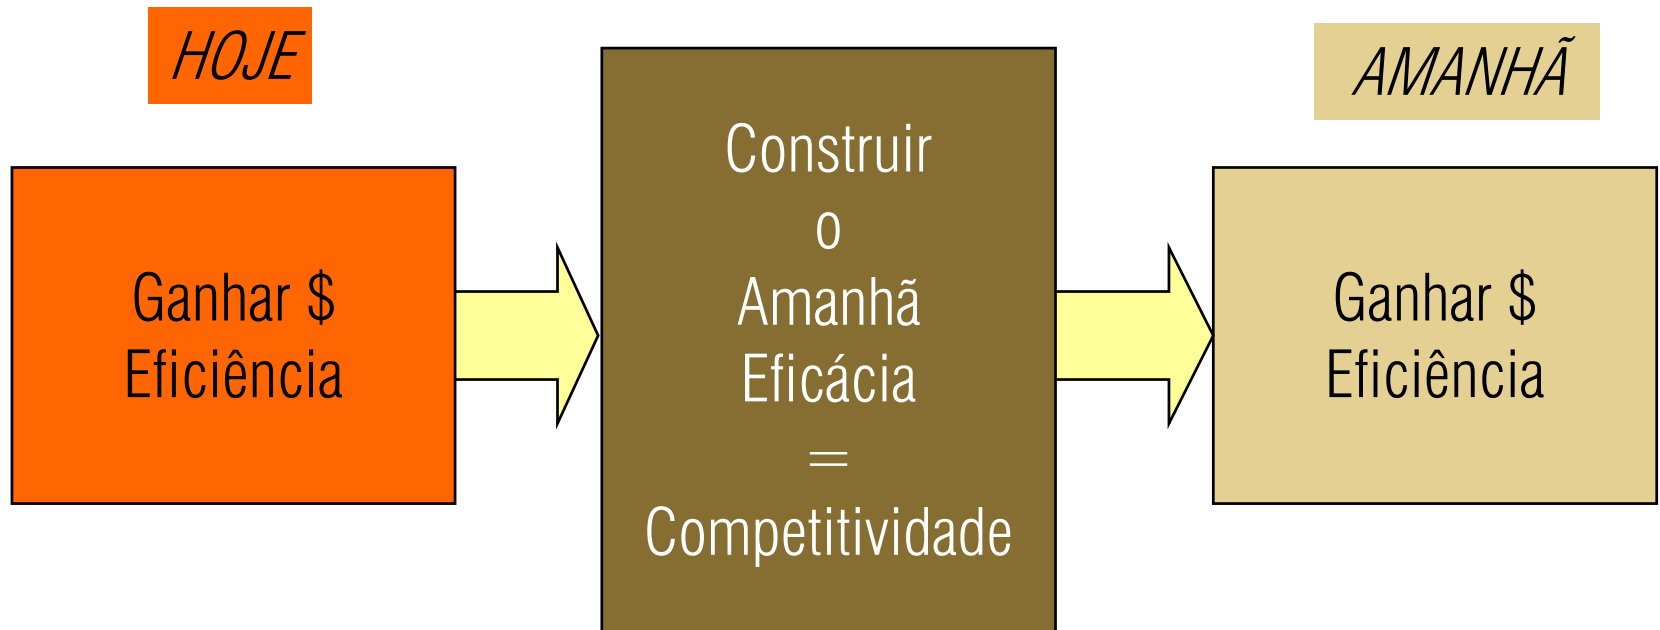 HOJE
Ganhar $
Eficiência
Construir
o
Amanhã
Eficácia
=
Competitividade
AMANHÃ
Ganhar $
Eficiência